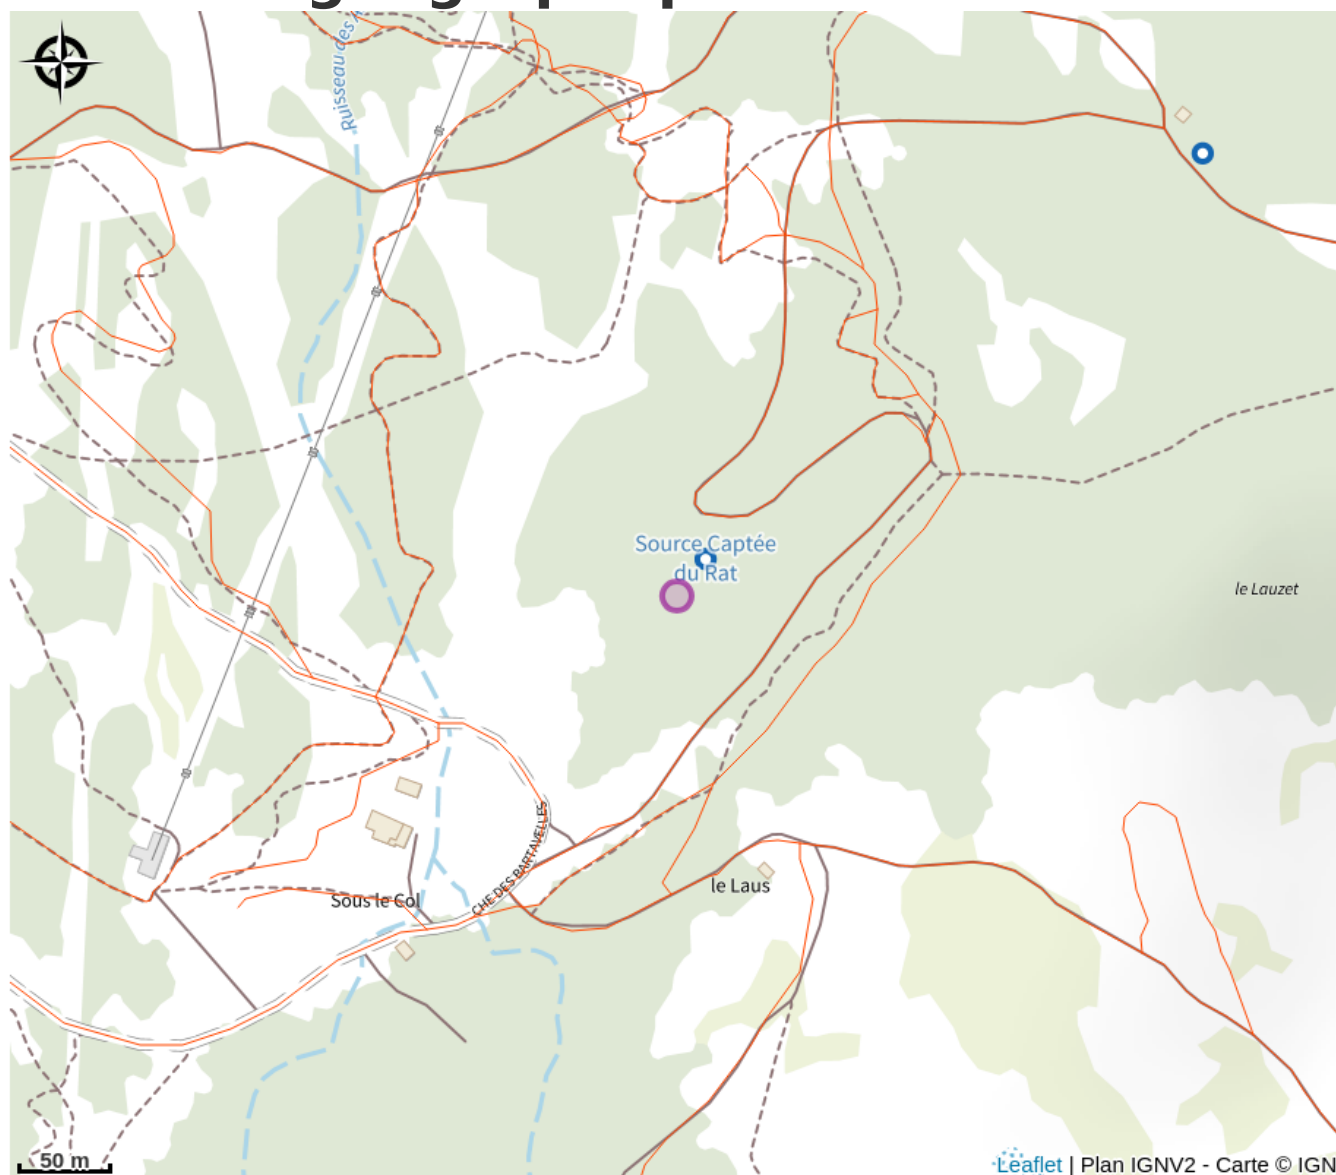 Ruisseau des
Source Captée
du Rat
le Lauzet
CHE DES BARTAVELLES
le Laus
Sous le Col
50 m
Leaflet | Plan IGNV2 - Carte © IGN